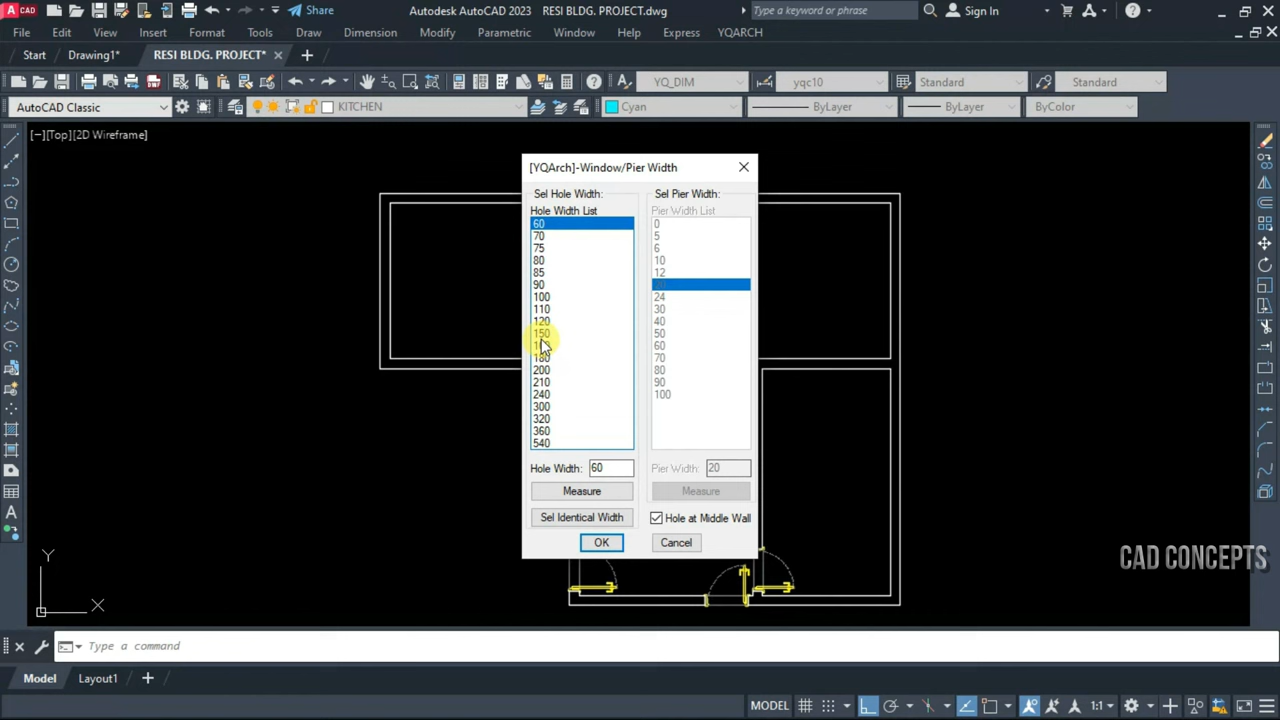 CAD
Share
Autodesk AutoCAD 2023 RESI BLDG. PROJECT.dwg
Type a keyword or phrase
Sign In
File Edit View Insert Format Tools Draw Dimension Modify Parametric Window Help Express YQARCH
Start Drawing1* RESI BLDG. PROJECT*
YQ_DIM yqc10 Standard Standard
AutoCAD Classic KITCHEN Cyan ByLayer ByLayer ByColor
[−][Top][2D Wireframe]
[YQArch]-Window/Pier Width
Sel Hole Width: Sel Pier Width:
Hole Width List Pier Width List
60 0
70 5
75 6
80 10
85 12
90
100 24
110 30
120 40
150 50
60
180 70
200 80
210 90
240 100
300
320
360
540
Hole Width: 60 Pier Width: 20
Measure Measure
Sel Identical Width Hole at Middle Wall
OK Cancel
CAD CONCEPTS
Y
X
Type a command
Model Layout1
MODEL 1:1